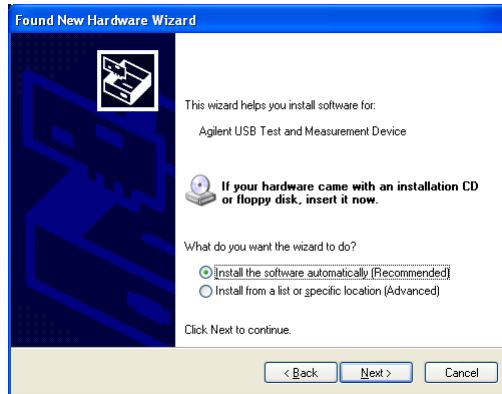 Found New Hardware Wizard
This wizard helps you install software for:
Agilent USB Test and Measurement Device
If your hardware came with an installation CD
or floppy disk, insert it now.
What do you want the wizard to do?
Install the software automatically (Recommended)
Install from a list or specific location (Advanced)
Click Next to continue.
< Back Next > Cancel